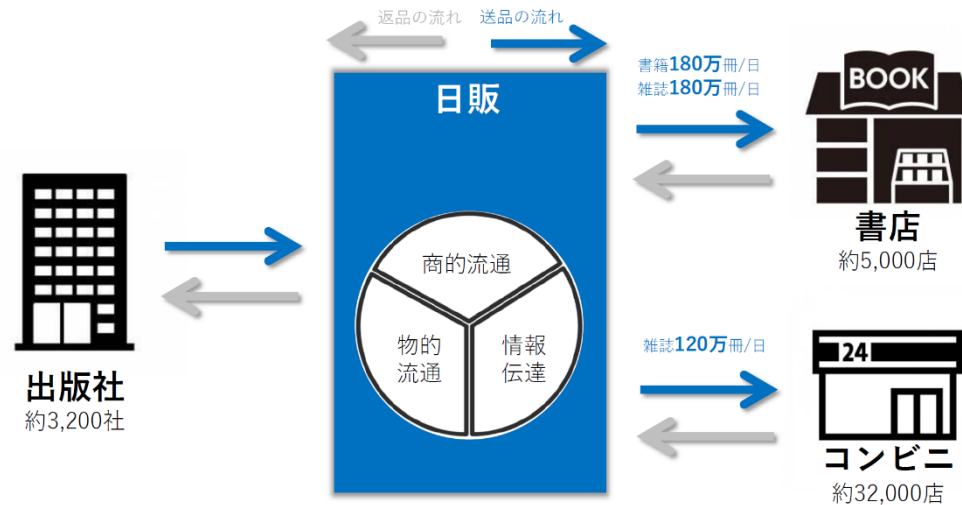 返品の流れ
送品の流れ
日販
書籍180万冊/日
雑誌180万冊/日
BOOK
書店
約5,000店
商的流通
物的
流通
情報
伝達
出版社
約3,200社
雑誌120万冊/日
24
コンビニ
約32,000店